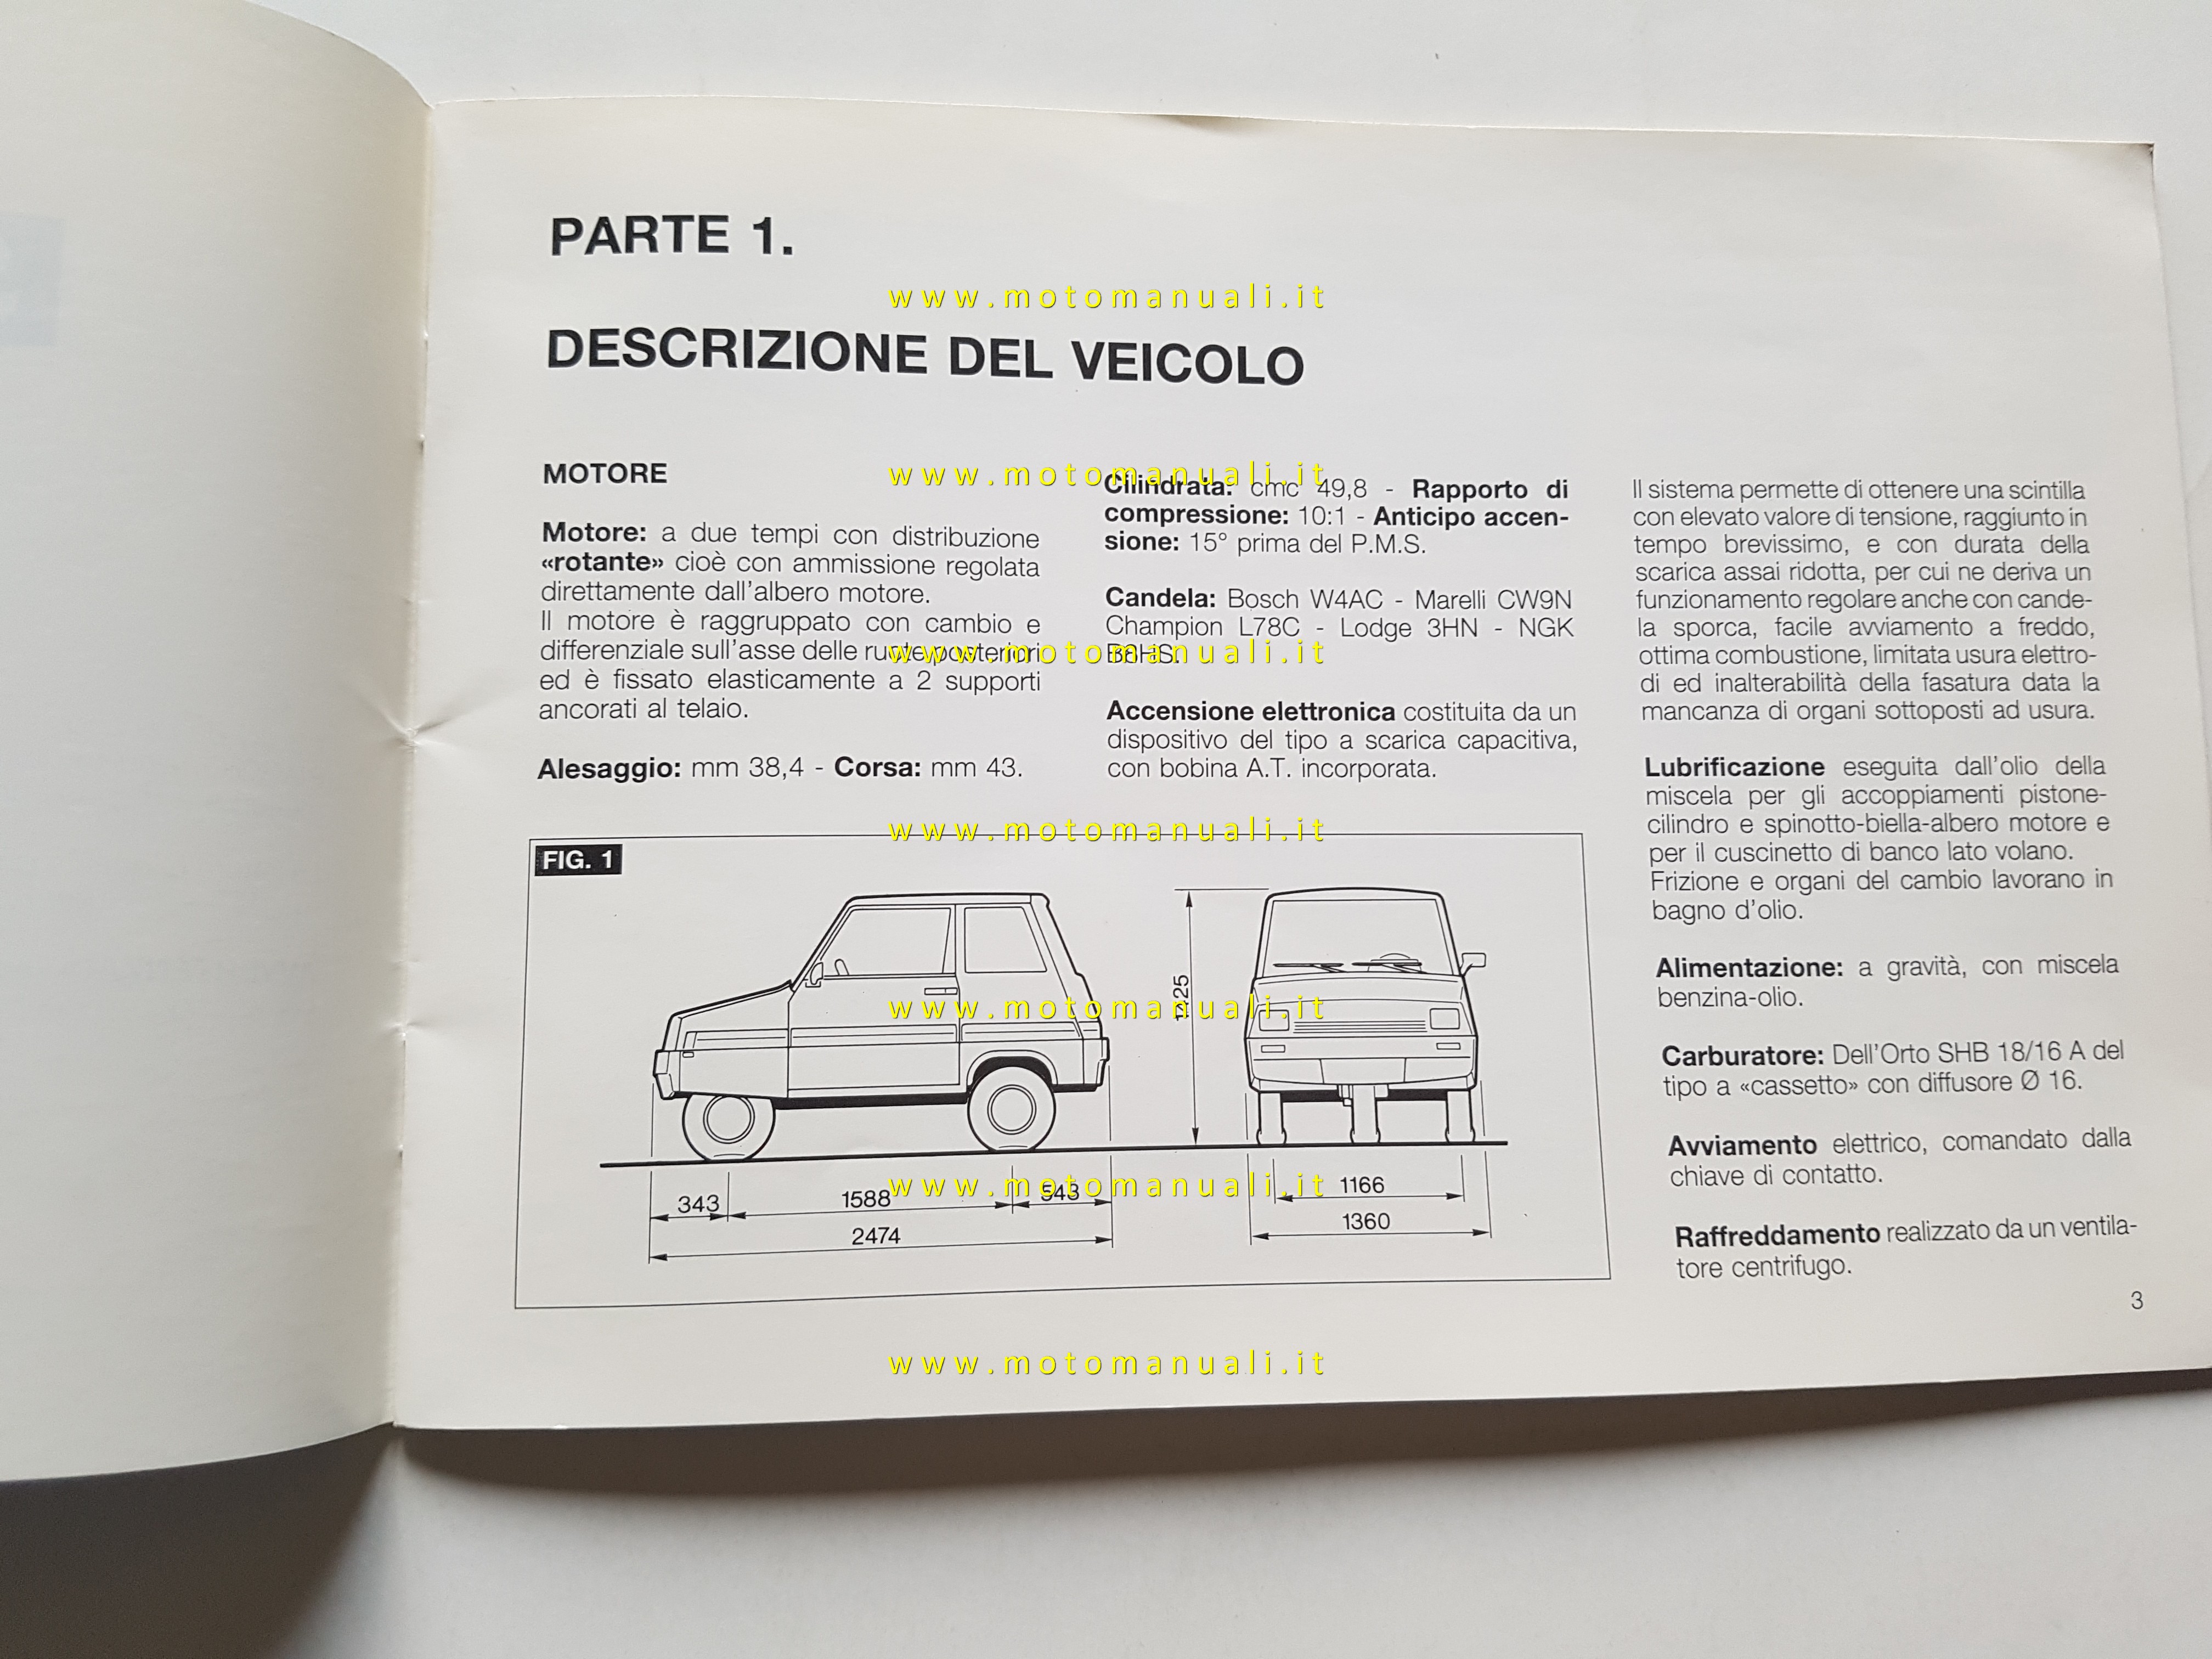 PARTE 1.
www.motomanuali.it
DESCRIZIONE DEL VEICOLO
MOTORE
Motore: a due tempi con distribuzione
«rotante» cioè con ammissione regolata
direttamente dall'albero motore.
Il motore è raggruppato con cambio e
differenziale sull'asse delle ruote posteriori
ed è fissato elasticamente a 2 supporti
ancorati al telaio.
Alesaggio: mm 38,4 - Corsa: mm 43.
www.motomanuali.it
Cilindrata: cmc 49,8 - Rapporto di
compressione: 10:1 - Anticipo accen-
sione: 15° prima del P.M.S.
Candela: Bosch W4AC - Marelli CW9N
Champion L78C - Lodge 3HN - NGK
www.motomanuali.it
Accensione elettronica costituita da un
dispositivo del tipo a scarica capacitiva,
con bobina A.T. incorporata.
Il sistema permette di ottenere una scintilla
con elevato valore di tensione, raggiunto in
tempo brevissimo, e con durata della
scarica assai ridotta, per cui ne deriva un
funzionamento regolare anche con cande-
la sporca, facile avviamento a freddo,
ottima combustione, limitata usura elettro-
di ed inalterabilità della fasatura data la
mancanza di organi sottoposti ad usura.
Lubrificazione eseguita dall'olio della
miscela per gli accoppiamenti pistone-
cilindro e spinotto-biella-albero motore e
per il cuscinetto di banco lato volano.
Frizione e organi del cambio lavorano in
bagno d'olio.
Alimentazione: a gravità, con miscela
benzina-olio.
Carburatore: Dell'Orto SHB 18/16 A del
tipo a «cassetto» con diffusore Ø 16.
Avviamento elettrico, comandato dalla
chiave di contatto.
Raffreddamento realizzato da un ventila-
tore centrifugo.
www.motomanuali.it
FIG. 1
www.motomanuali.it
343
1588
543
2474
www.motomanuali.it
1166
1360
3
www.motomanuali.it